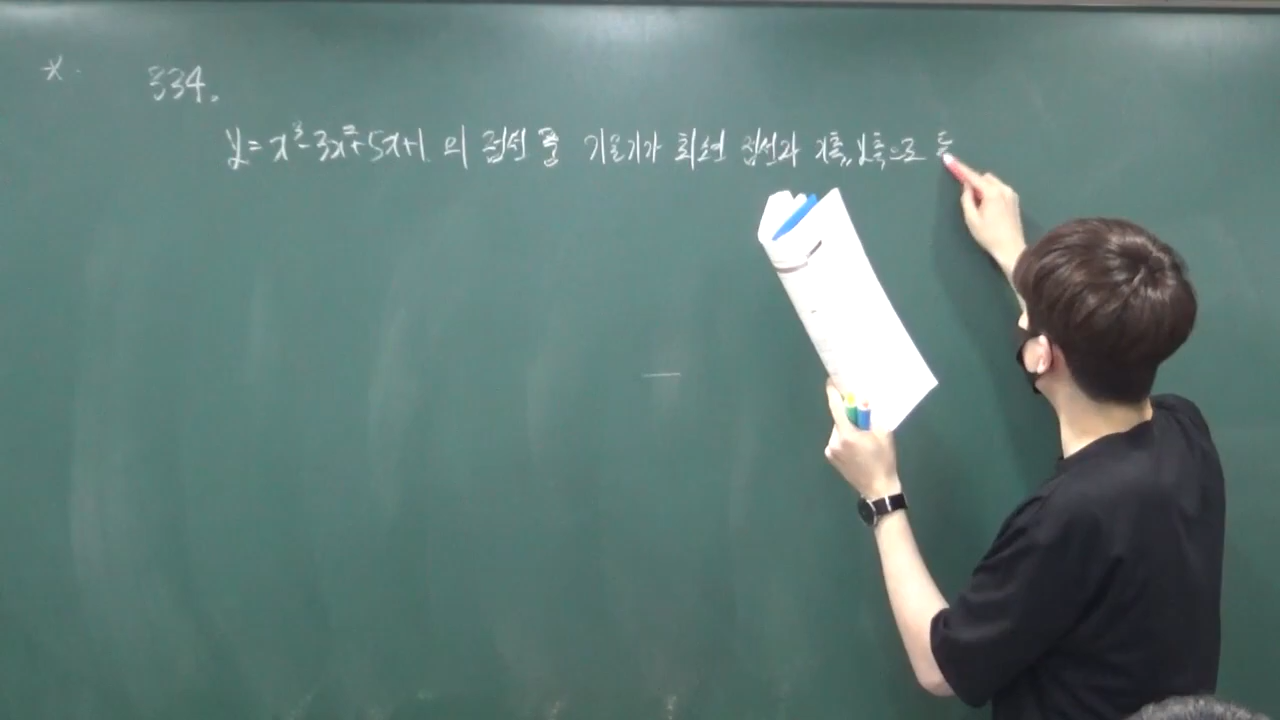 * 334.
y=x³-3x²+5x+1 의 접선 중 기울기가 최소인 접선과 x축, y축으로 둘